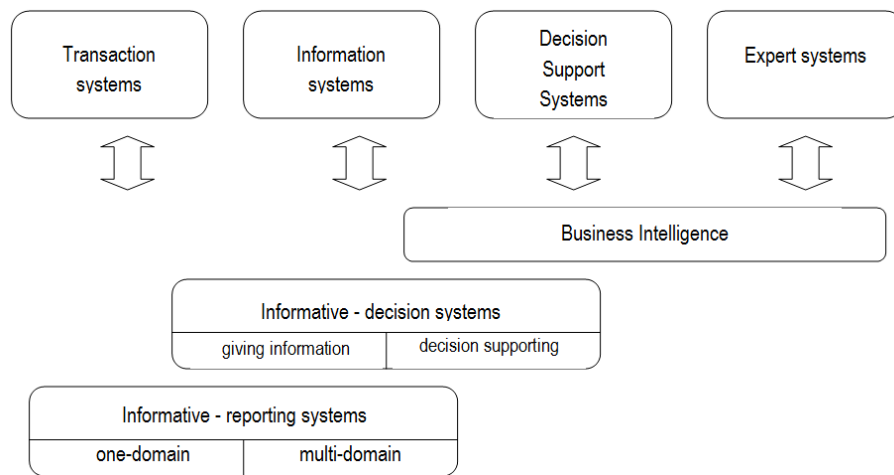 Transaction
systems
Information
systems
Decision
Support
Systems
Expert systems
Business Intelligence
Informative - decision systems
giving information
decision supporting
Informative - reporting systems
one-domain
multi-domain